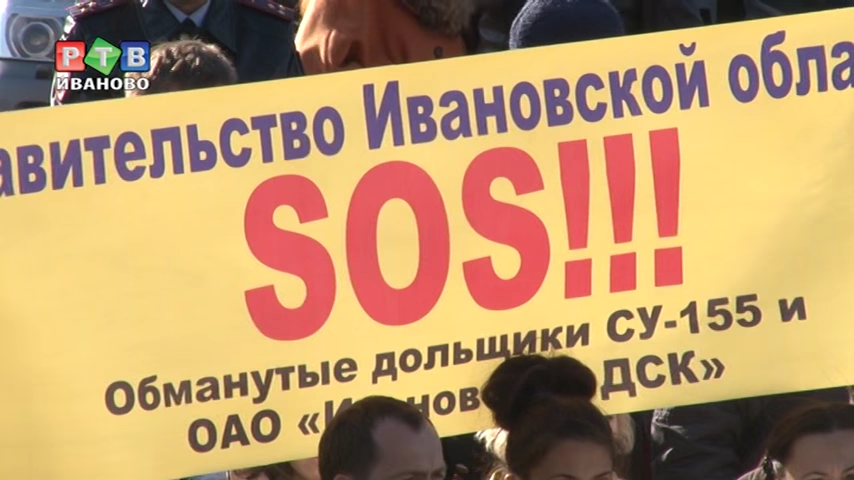 РТВ
ИВАНОВО
авительство Ивановской обла
SOS!!!
Обманутые дольщики СУ-155 и
ОАО « ДСК»